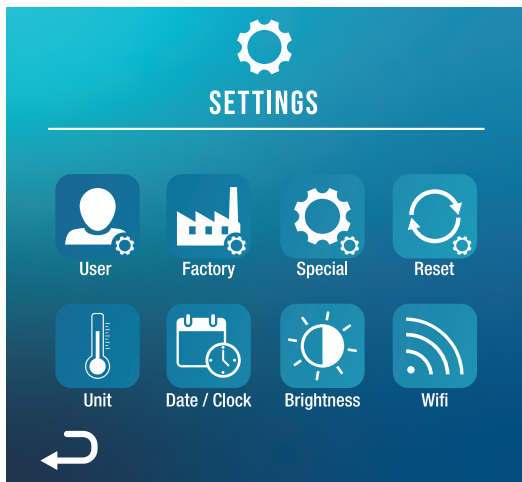 SETTINGS
User Factory Special Reset
Unit Date / Clock Brightness Wifi